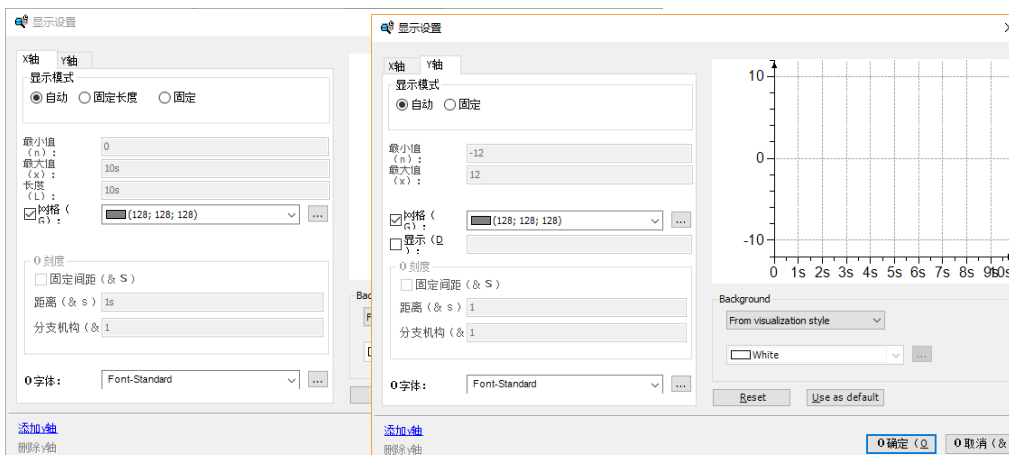 显示设置
X轴 Y轴
显示模式
自动 固定长度 固定
最小值
(n):
0
最大值
(x):
10s
长度
(L):
10s
网格(
G):
(128; 128; 128)
...
0 刻度
固定间距(& S)
距离(& s) 1s
分支机构(& 1
0字体:
Font-Standard
...
添加y轴
删除y轴
显示设置
X轴 Y轴
显示模式
自动 固定
最小值
(n):
-12
最大值
(x):
12
网格(
G):
(128; 128; 128)
...
显示(D
):
0 刻度
固定间距(& S)
距离(& s) 1
分支机构(& 1
0字体:
Font-Standard
...
添加y轴
删除y轴
10
0
-10
0 1s 2s 3s 4s 5s 6s 7s 8s 9s 10s
Background
From visualization style
White
...
Reset
Use as default
0确定(O
0取消(&